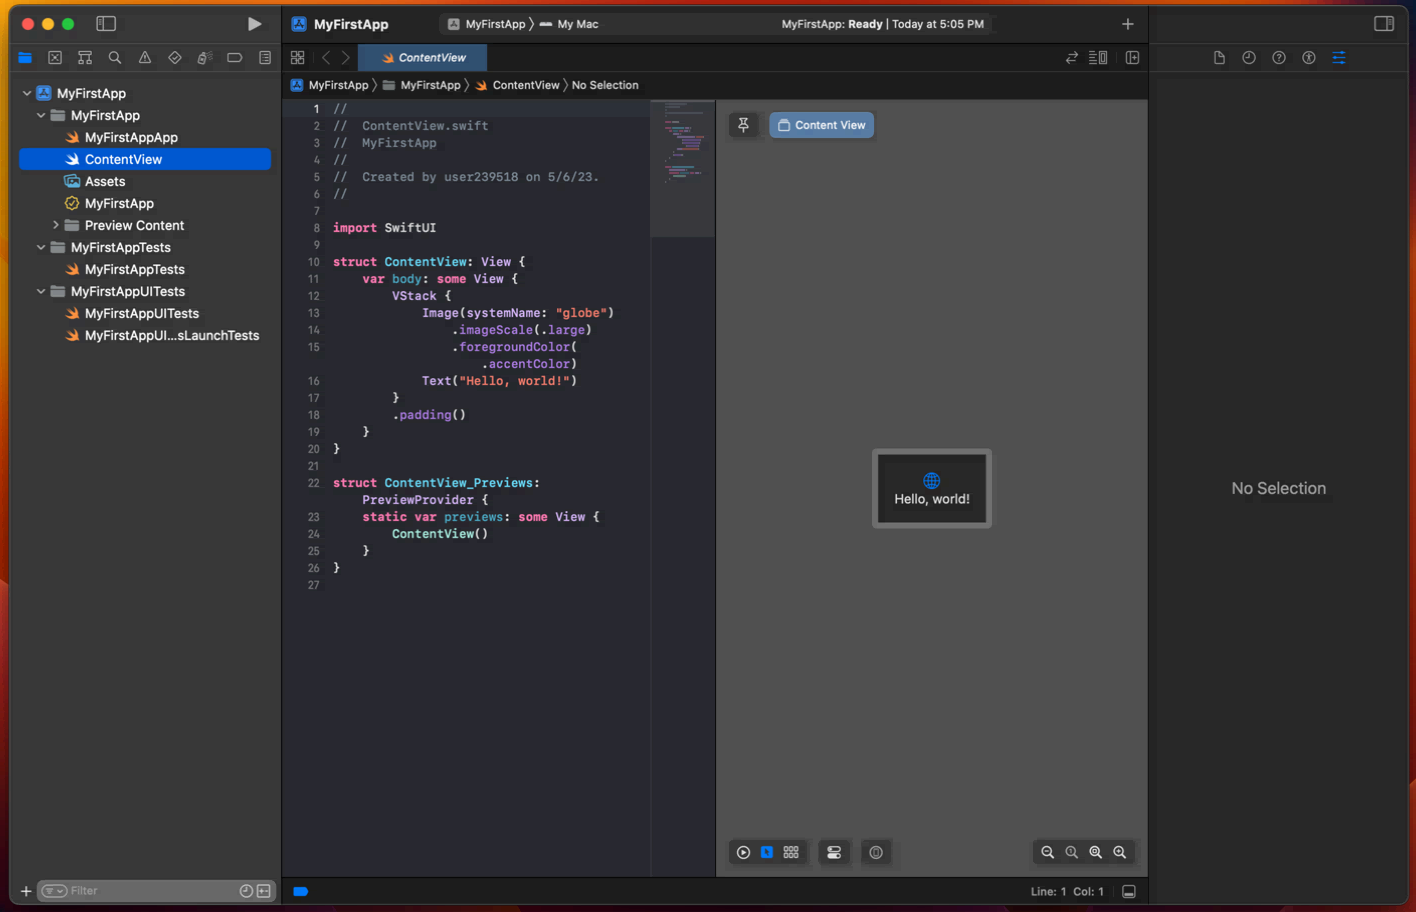 MyFirstApp
MyFirstApp
My Mac
MyFirstApp: Ready | Today at 5:05 PM
ContentView
MyFirstApp
MyFirstApp
ContentView
No Selection
MyFirstApp
MyFirstApp
MyFirstAppApp
ContentView
Assets
MyFirstApp
Preview Content
MyFirstAppTests
MyFirstAppTests
MyFirstAppUITests
MyFirstAppUITests
MyFirstAppUI...sLaunchTests
Filter
1 //
2 // ContentView.swift
3 // MyFirstApp
4 //
5 // Created by user239518 on 5/6/23.
6 //
7
8 import SwiftUI
9
10 struct ContentView: View {
11 var body: some View {
12 VStack {
13 Image(systemName: "globe")
14 .imageScale(.large)
15 .foregroundColor(
.accentColor)
16 Text("Hello, world!")
17 }
18 .padding()
19 }
20 }
21
22 struct ContentView_Previews:
PreviewProvider {
23 static var previews: some View {
24 ContentView()
25 }
26 }
27
Content View
Hello, world!
No Selection
Line: 1 Col: 1